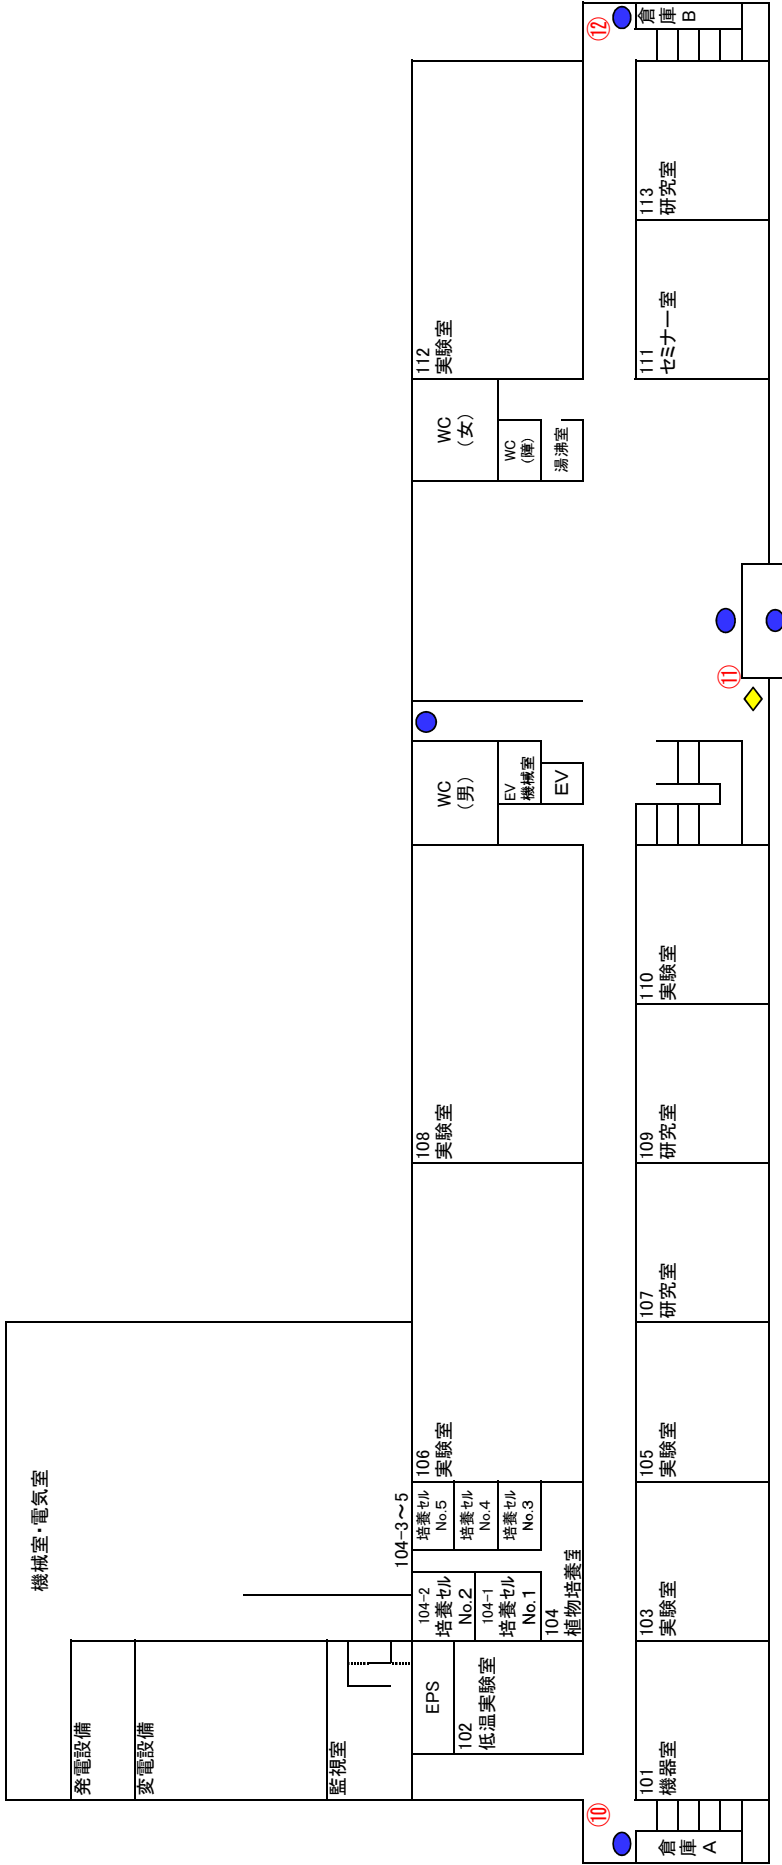 機械室・電気室
発電設備
変電設備
監視室
104-3～5
EPS
102
低温実験室
104-2
培養セル
No.2
104-1
培養セル
No.1
104
植物培養室
培養セル
No.5
培養セル
No.4
培養セル
No.3
106
実験室
108
実験室
WC
(男)
EV
機械室
EV
WC
(女)
WC
(障)
湯沸室
112
実験室
⑩
⑪
⑫
倉庫
A
101
機器室
103
実験室
105
実験室
107
研究室
109
研究室
110
実験室
111
セミナー室
113
研究室
倉庫
B